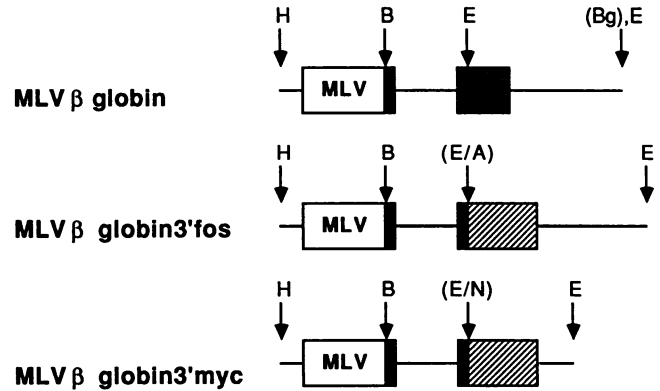 H B E (Bg),E
MLV β globin MLV
H B (E/A) E
MLV β globin3'fos MLV
H B (E/N) E
MLV β globin3'myc MLV